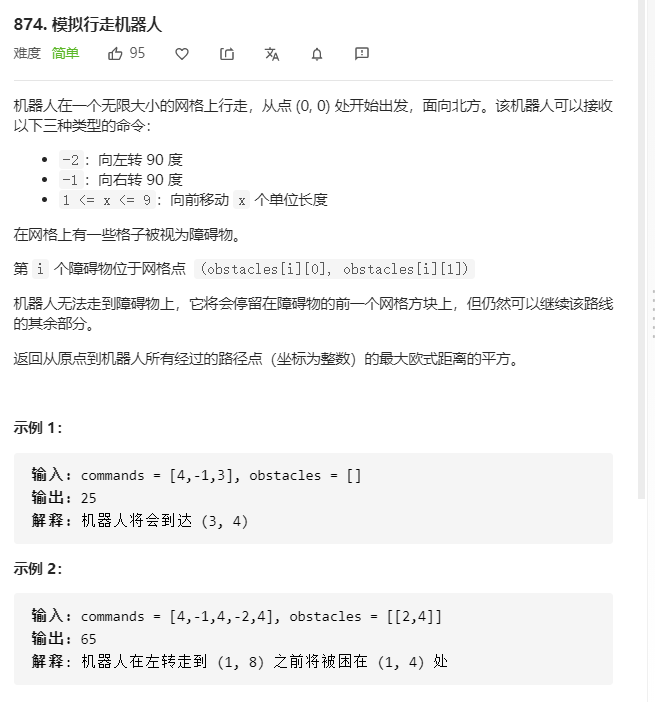 874. 模拟行走机器人
难度 简单 95
机器人在一个无限大小的网格上行走，从点 (0, 0) 处开始出发，面向北方。该机器人可以接收
以下三种类型的命令：
-2：向左转 90 度
-1：向右转 90 度
1 <= x <= 9：向前移动 x 个单位长度
在网格上有一些格子被视为障碍物。
第 i 个障碍物位于网格点 (obstacles[i][0], obstacles[i][1])
机器人无法走到障碍物上，它将会停留在障碍物的前一个网格方块上，但仍然可以继续该路线
的其余部分。
返回从原点到机器人所有经过的路径点（坐标为整数）的最大欧式距离的平方。
示例 1：
输入: commands = [4,-1,3], obstacles = []
输出: 25
解释: 机器人将会到达 (3, 4)
示例 2：
输入: commands = [4,-1,4,-2,4], obstacles = [[2,4]]
输出: 65
解释: 机器人在左转走到 (1, 8) 之前将被困在 (1, 4) 处